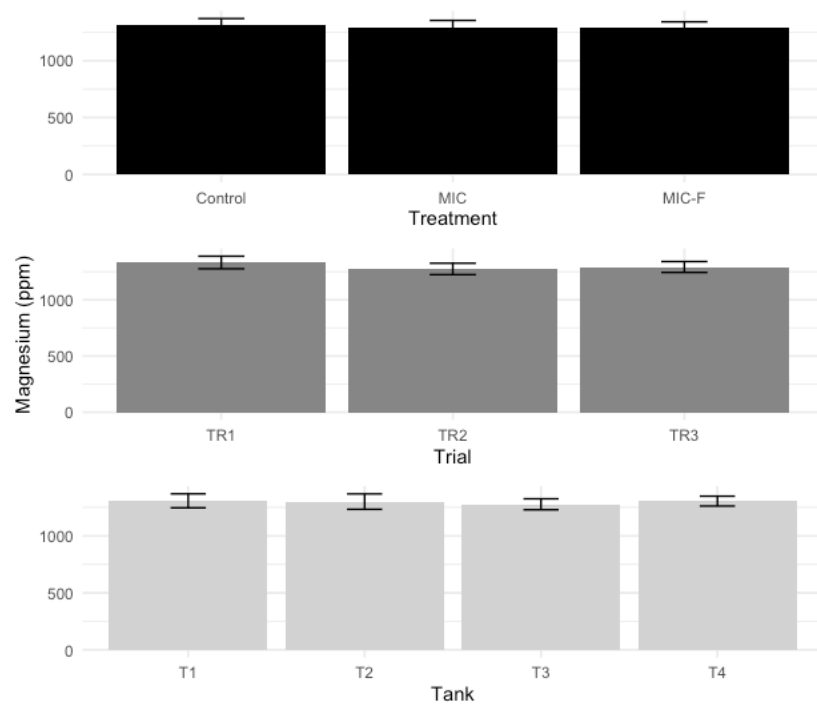 1000
500
0
Control MIC MIC-F
Treatment
Magnesium (ppm)
1000
500
0
TR1 TR2 TR3
Trial
1000
500
0
T1 T2 T3 T4
Tank